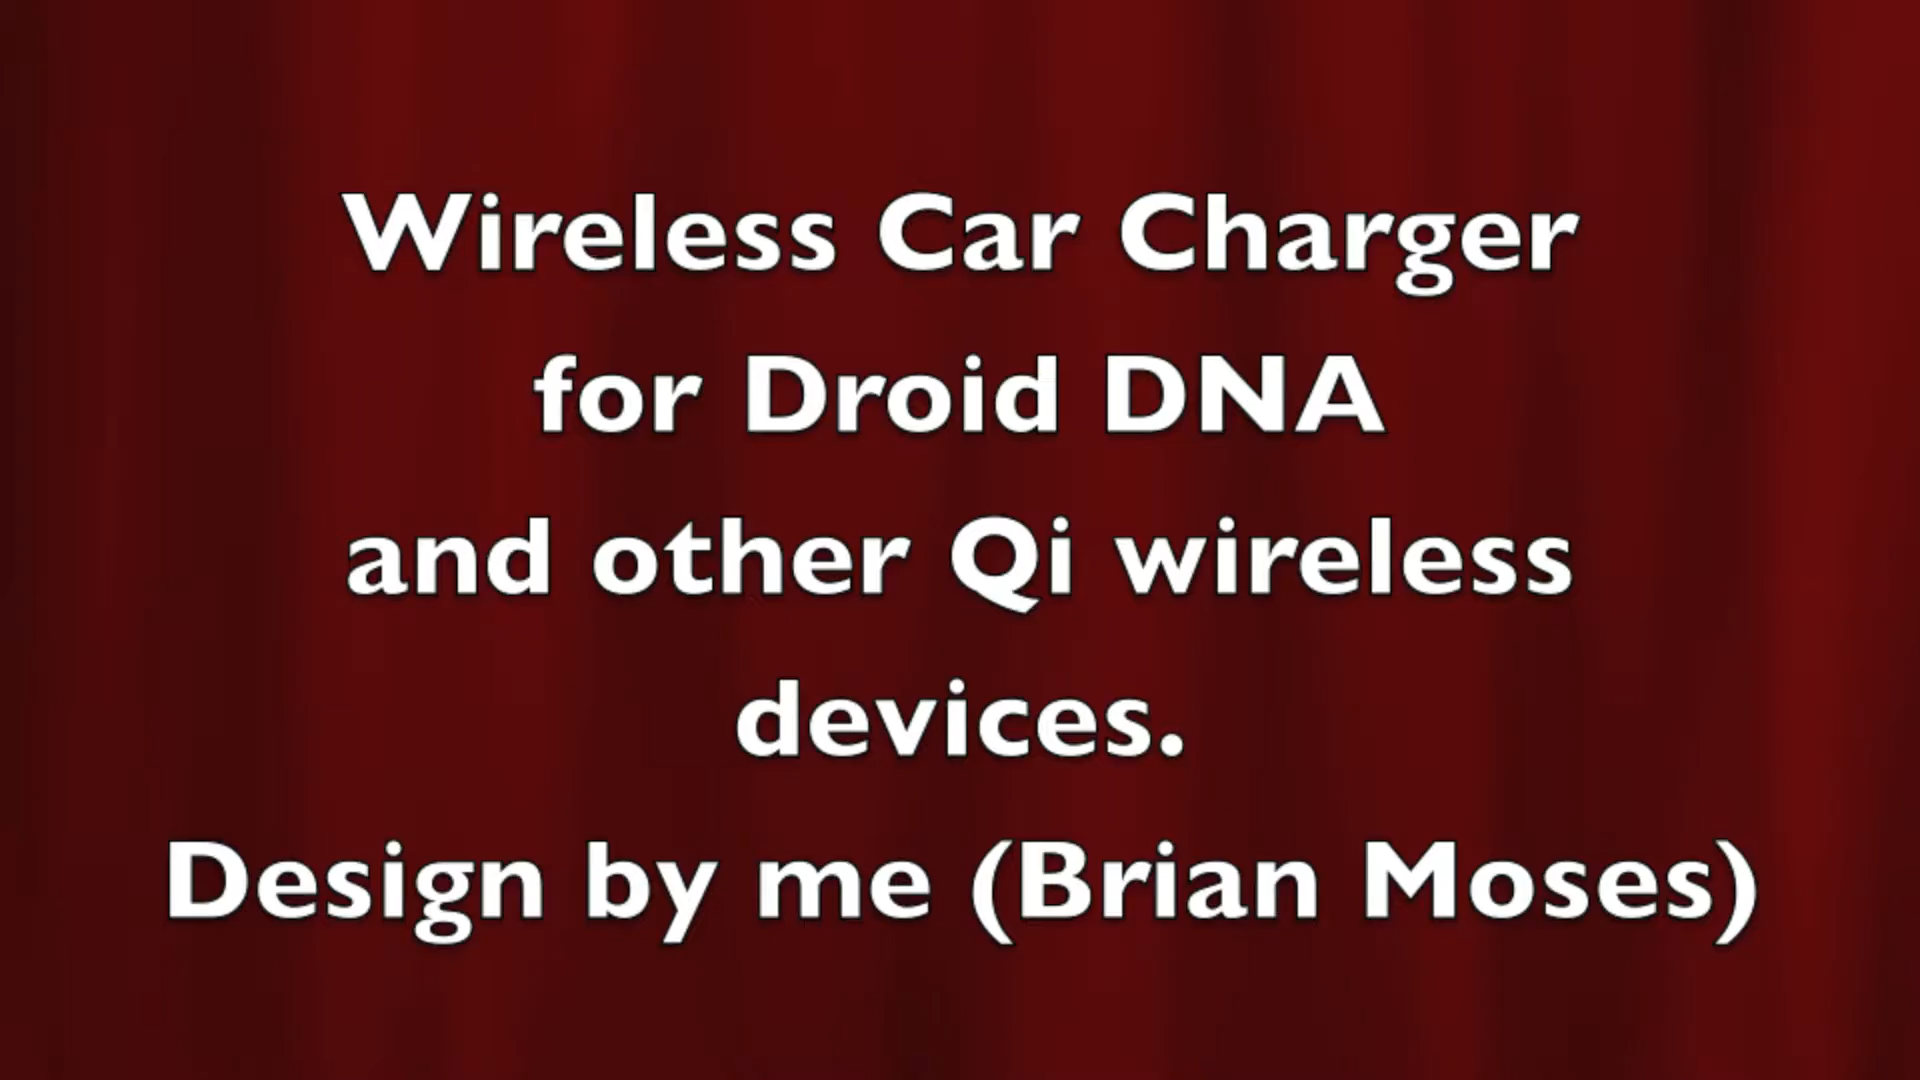 Wireless Car Charger
for Droid DNA
and other Qi wireless
devices.
Design by me (Brian Moses)